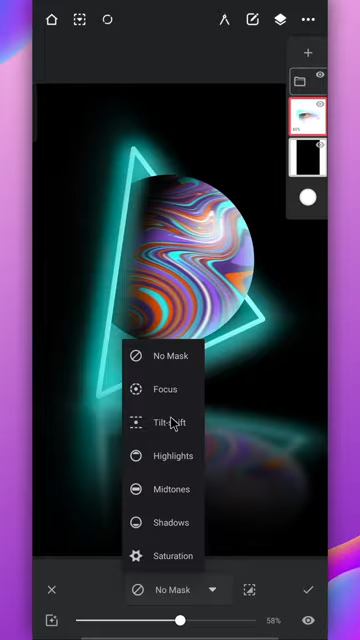 No Mask
Focus
Tilt-Shift
Highlights
Midtones
Shadows
Saturation
No Mask
58%